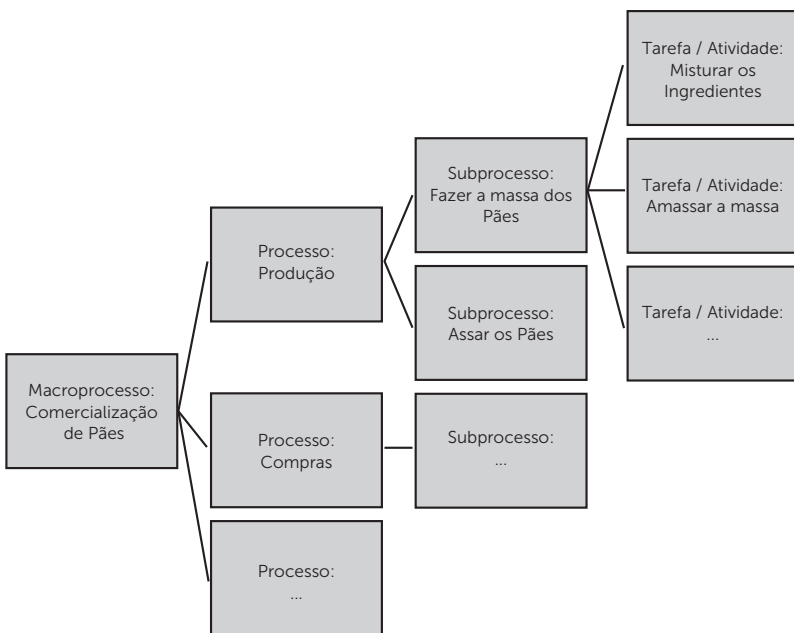 Macroprocesso:
Comercialização
de Pães
Processo:
Produção
Processo:
Compras
Processo:
...
Subprocesso:
Fazer a massa dos
Pães
Subprocesso:
Assar os Pães
Subprocesso:
...
Tarefa / Atividade:
Misturar os
Ingredientes
Tarefa / Atividade:
Amassar a massa
Tarefa / Atividade:
...